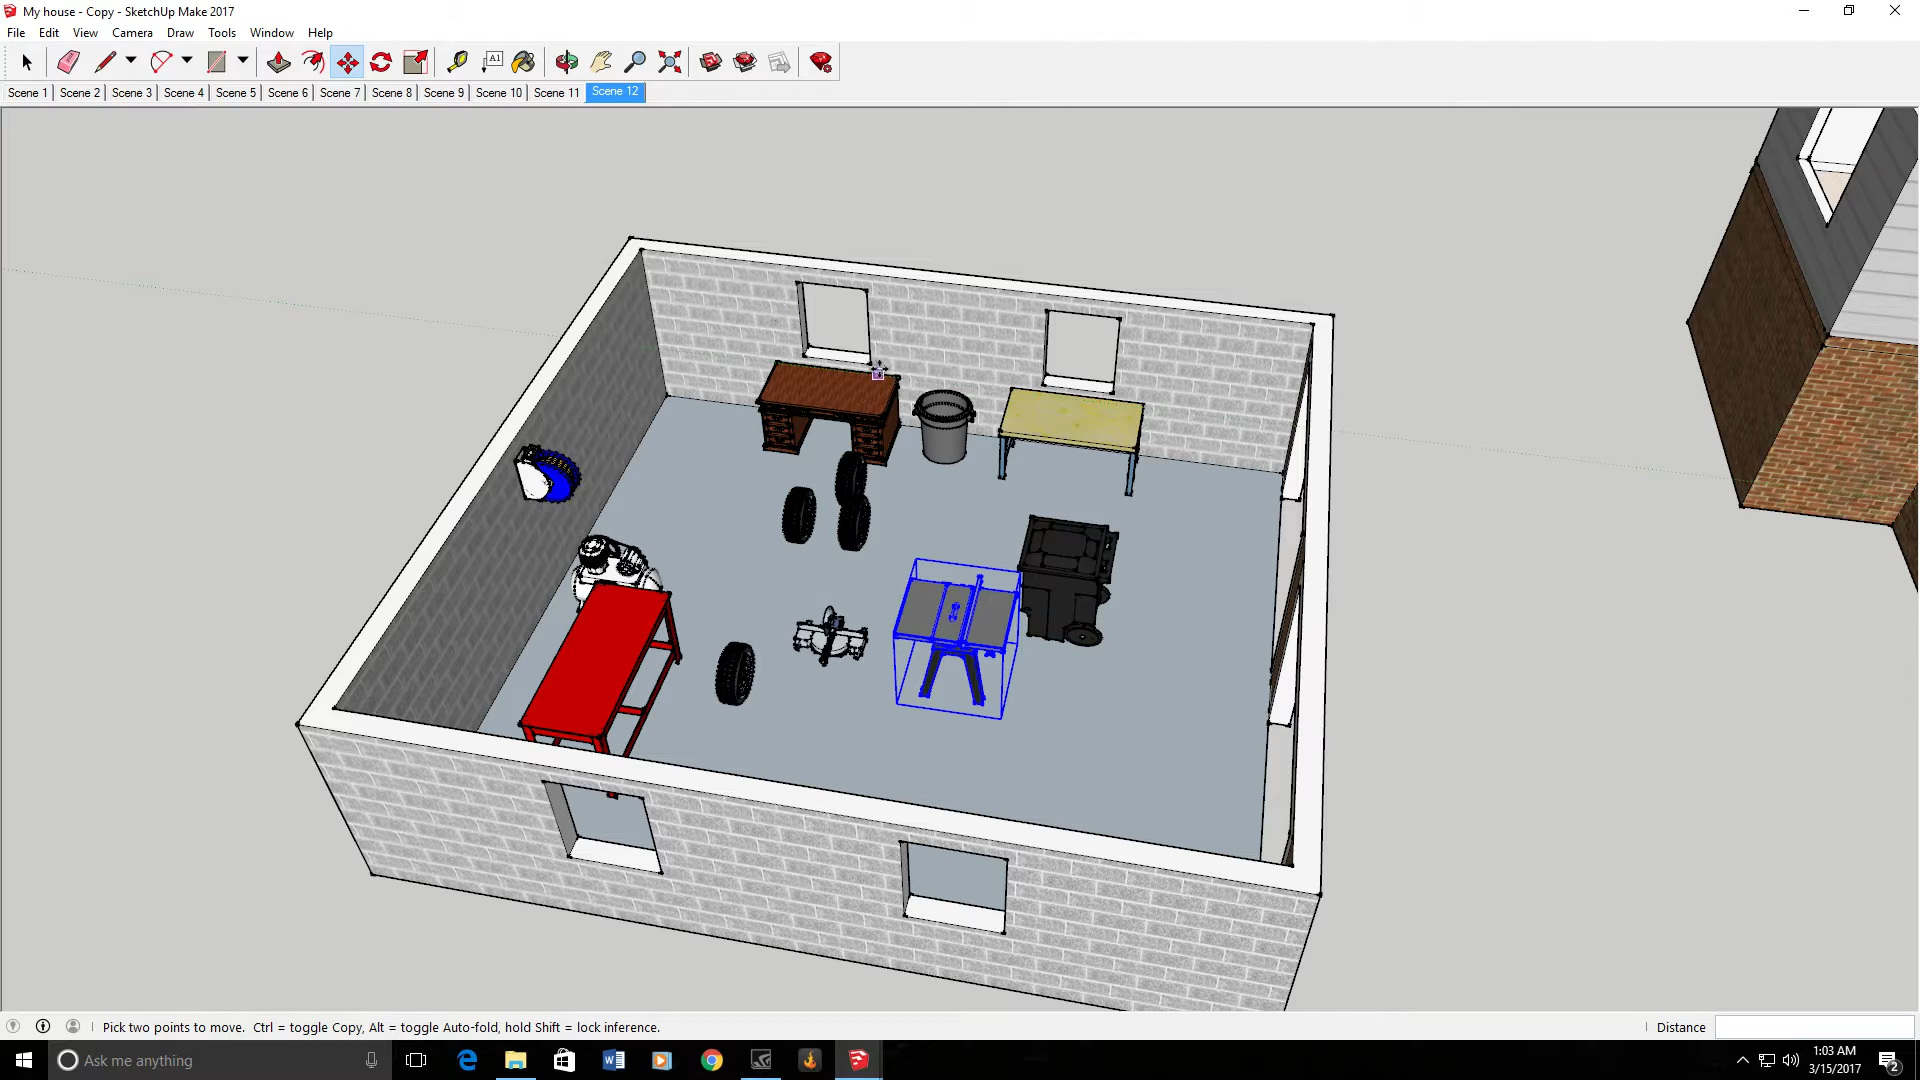 My house - Copy - SketchUp Make 2017
File Edit View Camera Draw Tools Window Help
A1
Scene 1 Scene 2 Scene 3 Scene 4 Scene 5 Scene 6 Scene 7 Scene 8 Scene 9 Scene 10 Scene 11 Scene 12
Pick two points to move. Ctrl = toggle Copy, Alt = toggle Auto-fold, hold Shift = lock inference.
Distance
Ask me anything
1:03 AM
3/15/2017
2